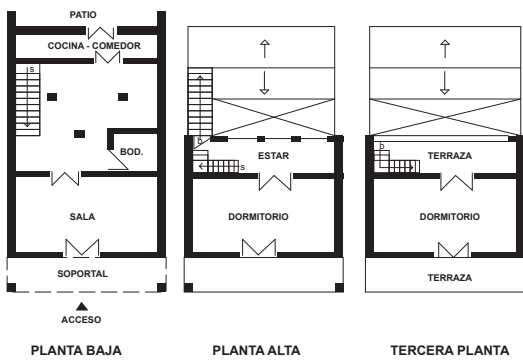 PATIO
COCINA - COMEDOR
S
BOD.
SALA
SOPORTAL
ACCESO
PLANTA BAJA
D
S
ESTAR
DORMITORIO
PLANTA ALTA
D
TERRAZA
DORMITORIO
TERRAZA
TERCERA PLANTA